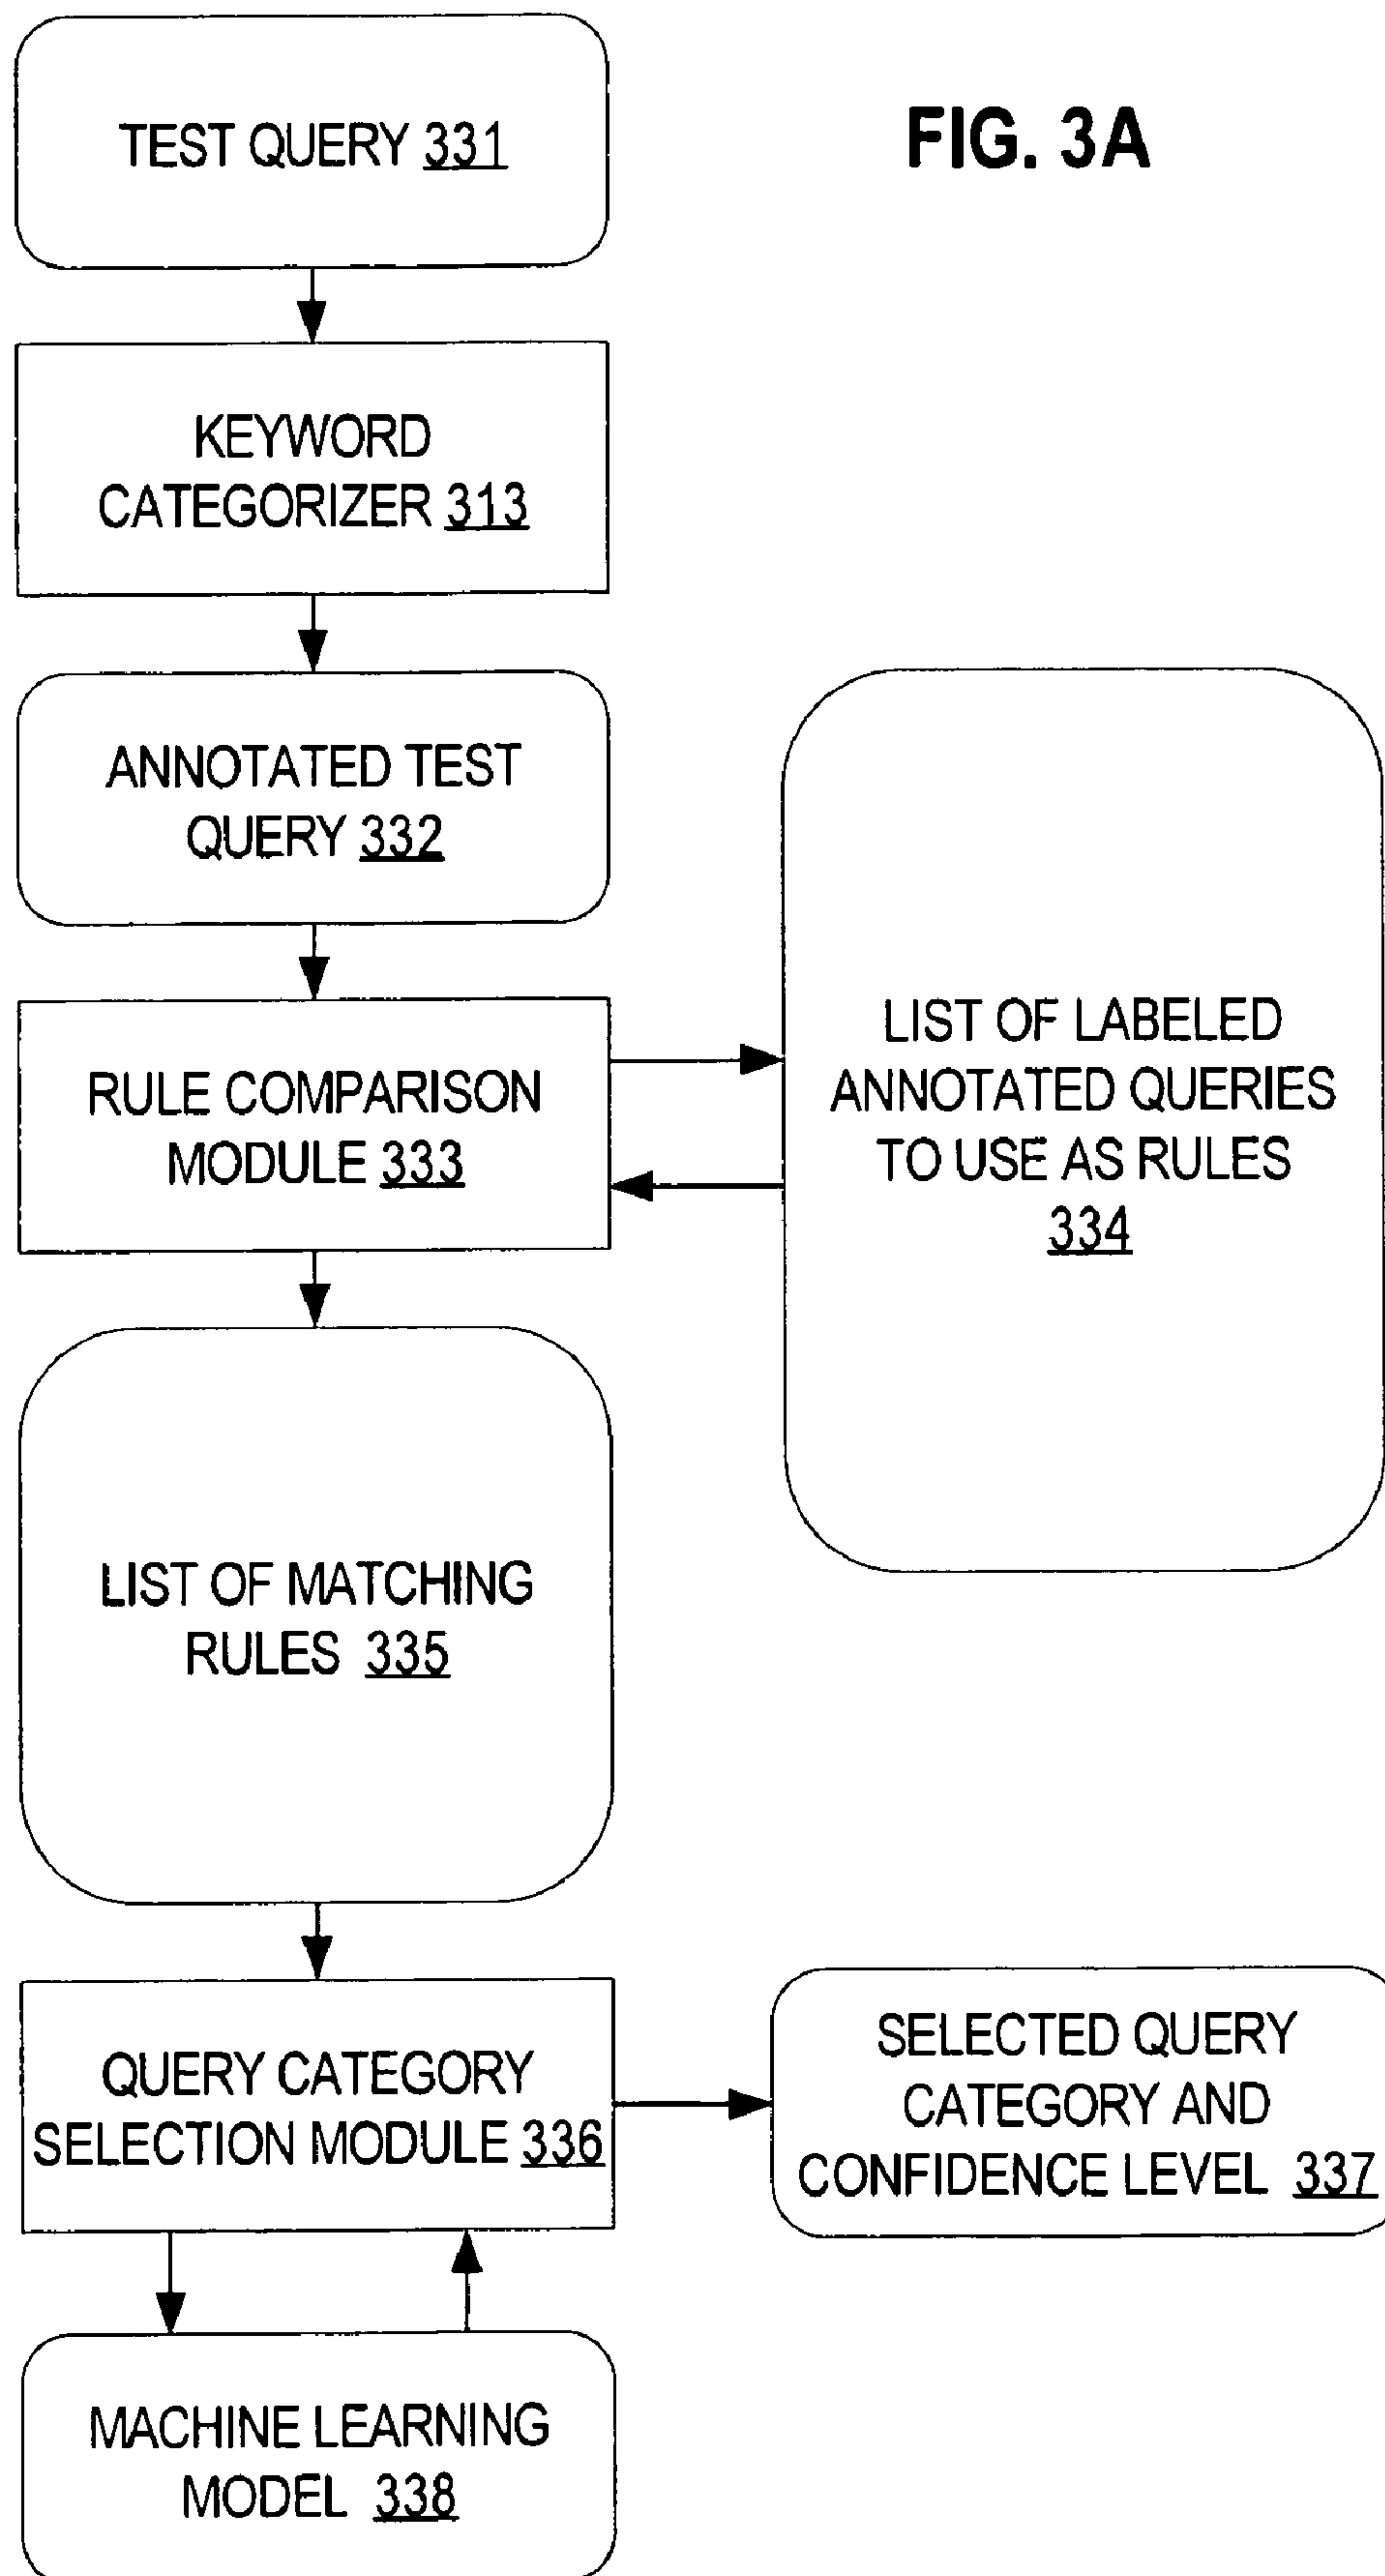 FIG. 3A
TEST QUERY 331
KEYWORD
CATEGORIZER 313
ANNOTATED TEST
QUERY 332
RULE COMPARISON
MODULE 333
LIST OF LABELED
ANNOTATED QUERIES
TO USE AS RULES
334
LIST OF MATCHING
RULES 335
QUERY CATEGORY
SELECTION MODULE 336
SELECTED QUERY
CATEGORY AND
CONFIDENCE LEVEL 337
MACHINE LEARNING
MODEL 338